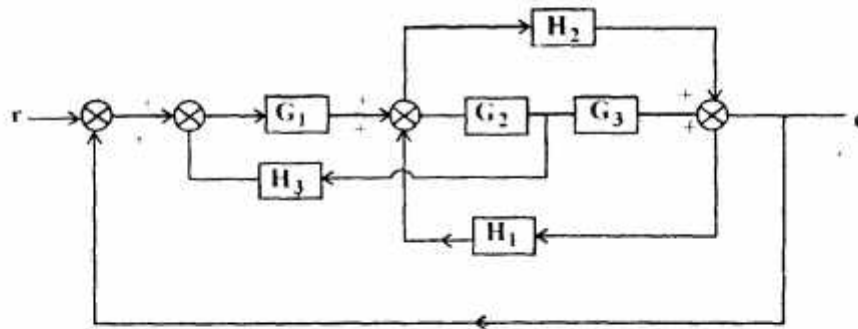 H₂
r
+
G₁
+
+
G₂
G₃
+
+
H₃
H₁